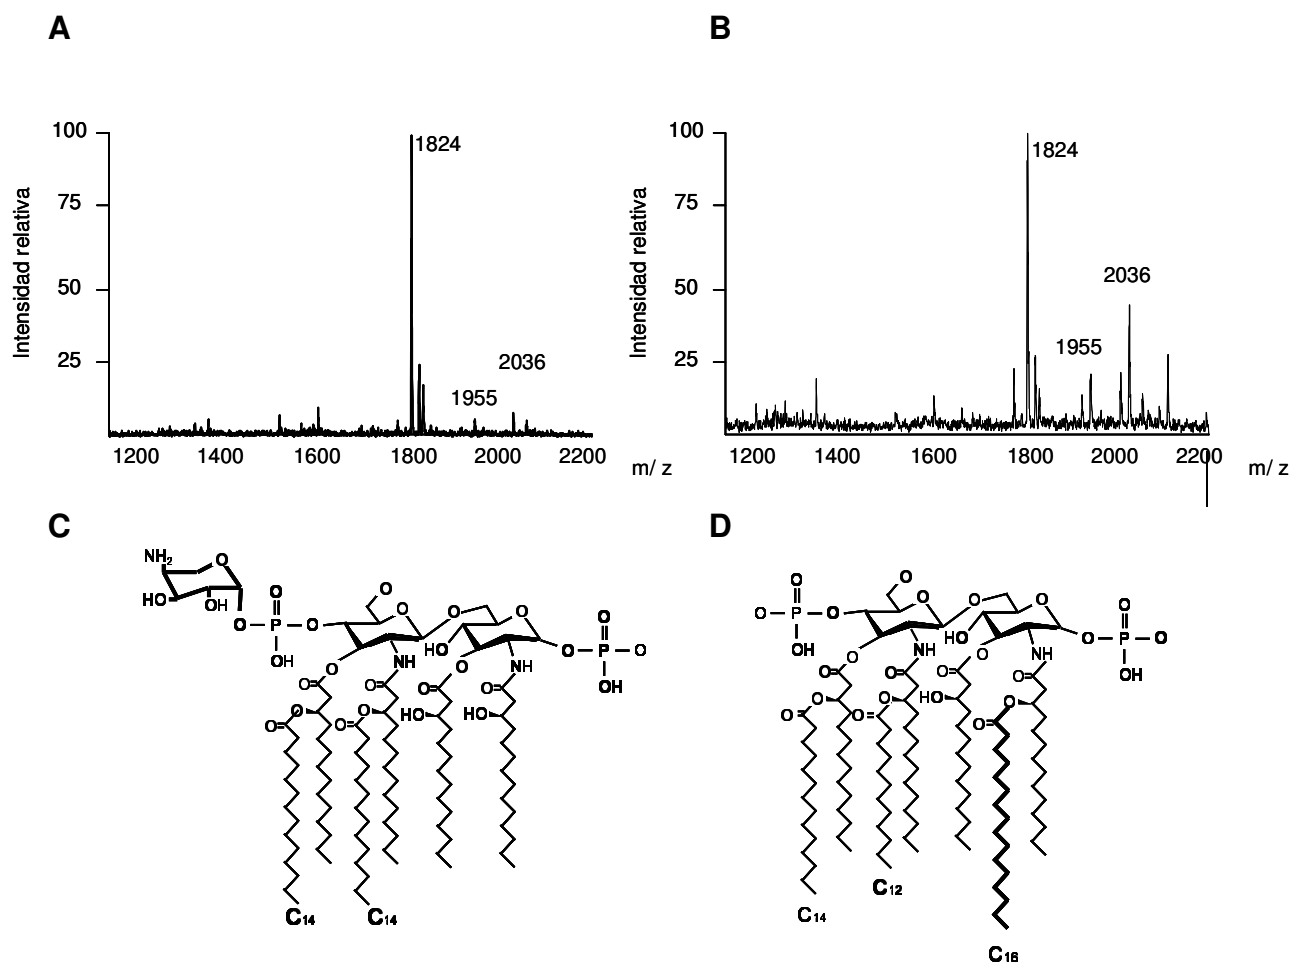 A
B
100
75
50
25
Intensidad relativa
1824
1955
2036
1200 1400 1600 1800 2000 2200
m/ z
100
75
50
25
Intensidad relativa
1824
1955
2036
1200 1400 1600 1800 2000 2200
m/ z
C
D
NH2
O
HO
OH
O
O
P
OH
O
O
O
O
HO
O
O
O
O
P
O
OH
O
NH
O
NH
O
O
O
O
HO
HO
O
O
O
O
C14
C14
O
O
P
OH
O
O
O
O
HO
O
O
O
O
P
O
OH
O
NH
O
NH
O
O
O
O
O
O
HO
O
O
O
O
C14
C12
C16